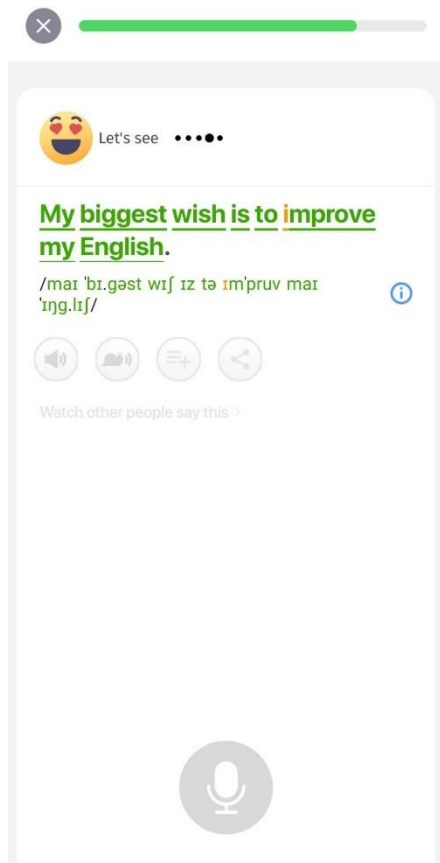 Let's see
My biggest wish is to improve
my English.
/maɪ ˈbɪ.gəst wɪʃ ɪz tə ɪmˈpruv maɪ
ˈɪŋg.lɪʃ/
Watch other people say this >